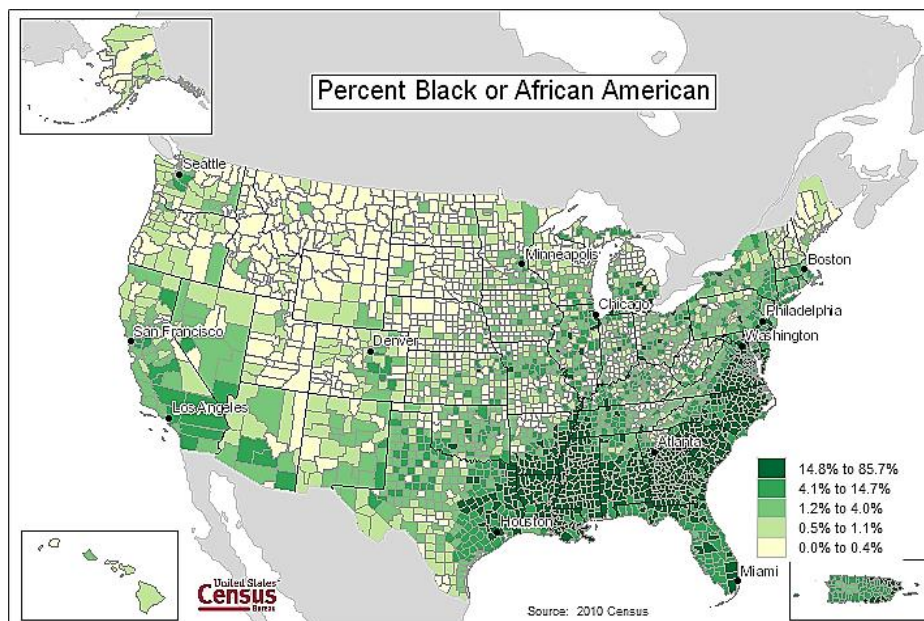 Percent Black or African American
Seattle
Minneapolis
Boston
Chicago
Philadelphia
Washington
San Francisco
Denver
Los Angeles
Atlanta
Houston
Miami
14.8% to 85.7%
4.1% to 14.7%
1.2% to 4.0%
0.5% to 1.1%
0.0% to 0.4%
United States
Census
Bureau
Source: 2010 Census